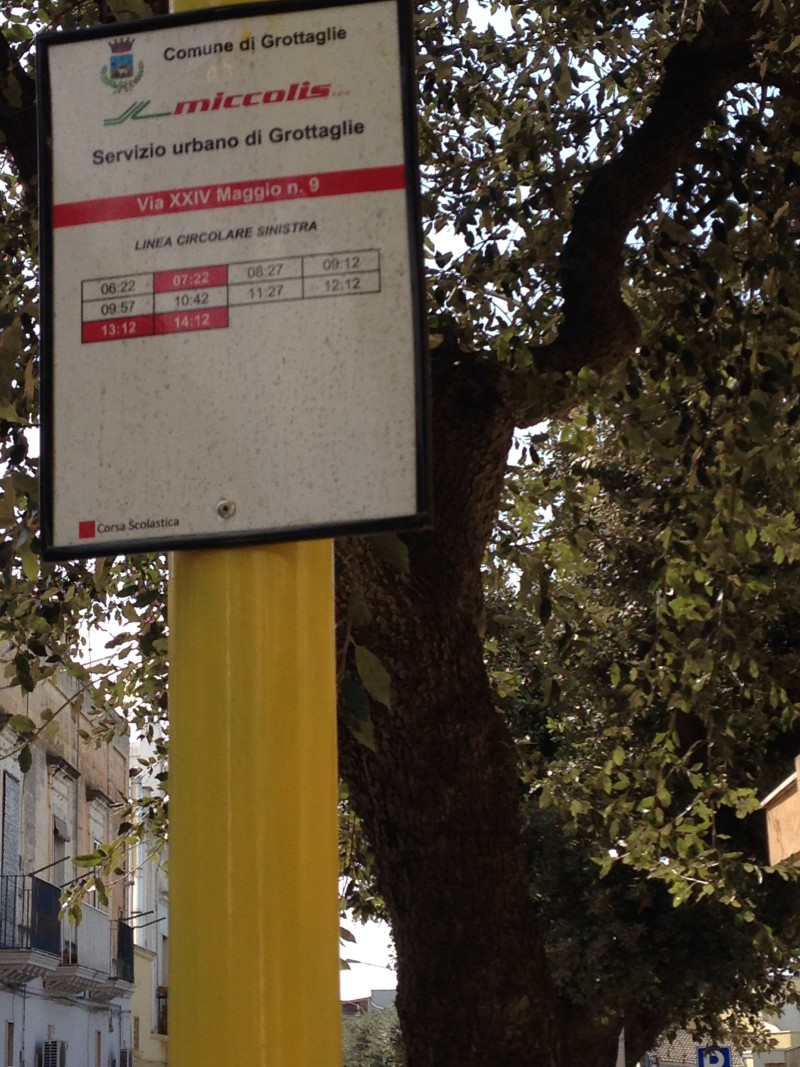 Comune di Grottaglie
miccolis
Servizio urbano di Grottaglie
Via XXIV Maggio n. 9
LINEA CIRCOLARE SINISTRA
06:22 07:22 08:27 09:12
09:57 10:42 11:27 12:12
13:12 14:12
Corsa Scolastica
P